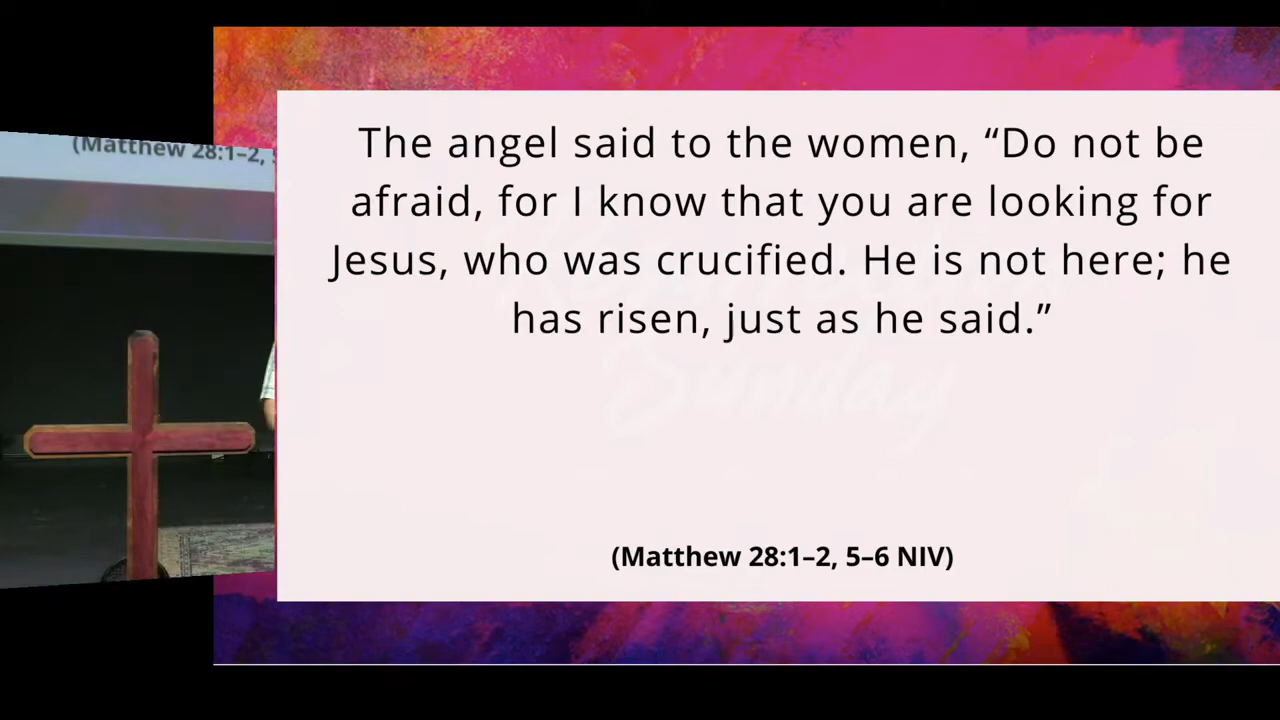 (Matthew 28:1–2,
The angel said to the women, “Do not be
afraid, for I know that you are looking for
Jesus, who was crucified. He is not here; he
has risen, just as he said.”
Sunday
(Matthew 28:1–2, 5–6 NIV)